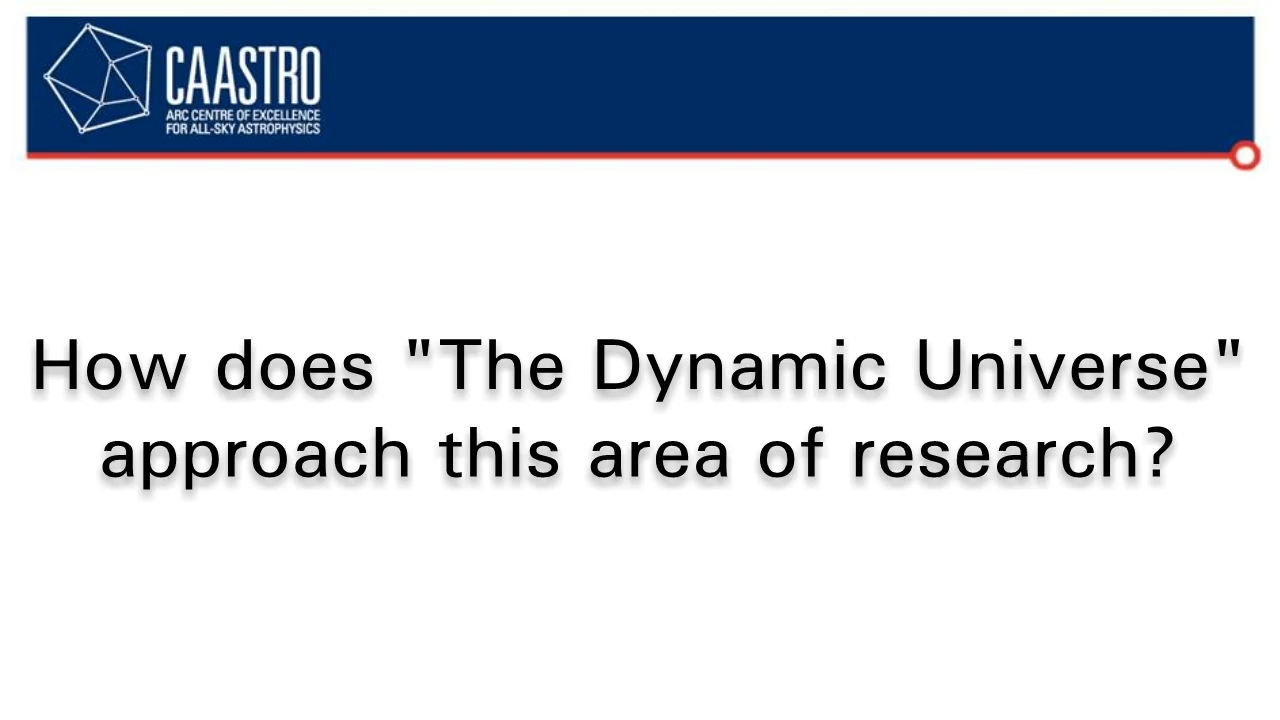 CAASTRO
ARC CENTRE OF EXCELLENCE
FOR ALL-SKY ASTROPHYSICS
How does "The Dynamic Universe"
approach this area of research?